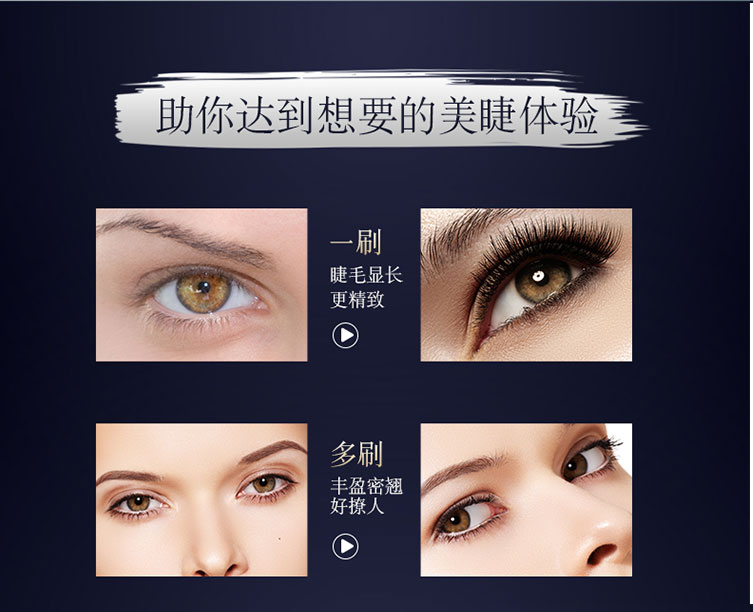 助你达到想要的美睫体验
一刷
睫毛显长
更精致
多刷
丰盈密翘
好撩人